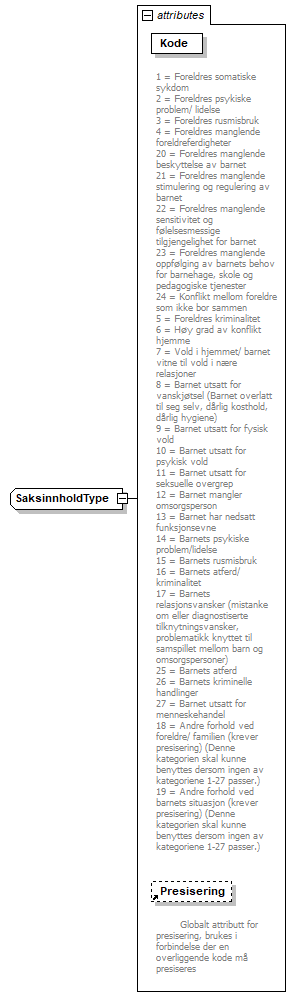 attributes
Kode
1 = Foreldres somatiske
sykdom
2 = Foreldres psykiske
problem/ lidelse
3 = Foreldres rusmisbruk
4 = Foreldres manglende
foreldreferdigheter
20 = Foreldres manglende
beskyttelse av barnet
21 = Foreldres manglende
stimulering og regulering av
barnet
22 = Foreldres manglende
sensitivitet og
følelsesmessige
tilgjengelighet for barnet
23 = Foreldres manglende
oppfølging av barnets behov
for barnehage, skole og
pedagogiske tjenester
24 = Konflikt mellom foreldre
som ikke bor sammen
5 = Foreldres kriminalitet
6 = Høy grad av konflikt
hjemme
7 = Vold i hjemmet/ barnet
vitne til vold i nære
relasjoner
8 = Barnet utsatt for
vanskjøtsel (Barnet overlatt
til seg selv, dårlig kosthold,
dårlig hygiene)
9 = Barnet utsatt for fysisk
vold
10 = Barnet utsatt for
psykisk vold
11 = Barnet utsatt for
seksuelle overgrep
12 = Barnet mangler
omsorgsperson
13 = Barnet har nedsatt
funksjonsevne
14 = Barnets psykiske
problem/lidelse
15 = Barnets rusmisbruk
16 = Barnets atferd/
kriminalitet
17 = Barnets
relasjonsvansker (mistanke
om eller diagnostiserte
tilknytningsvansker,
problematikk knyttet til
samspillet mellom barn og
omsorgspersoner)
25 = Barnets atferd
26 = Barnets kriminelle
handlinger
27 = Barnet utsatt for
menneskehandel
18 = Andre forhold ved
foreldre/ familien (krever
presisering) (Denne
kategorien skal kunne
benyttes dersom ingen av
kategoriene 1-27 passer.)
19 = Andre forhold ved
barnets situasjon (krever
presisering) (Denne
kategorien skal kunne
benyttes dersom ingen av
kategoriene 1-27 passer.)
SaksinnholdType
Presisering
Globalt attributt for
presisering, brukes i
forbindelse der en
overliggende kode må
presiseres